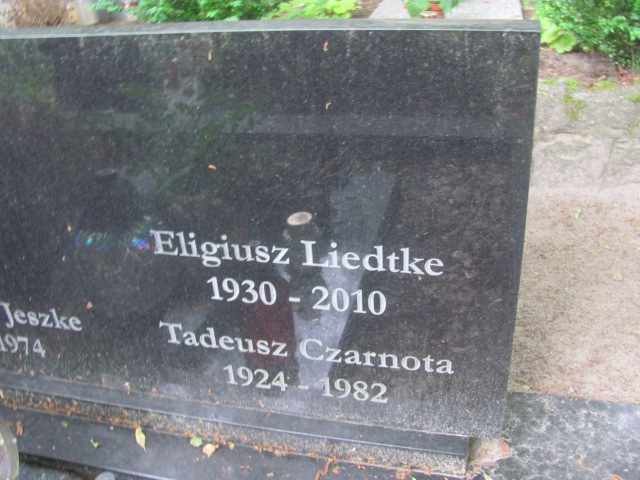 Eligiusz Liedtke
1930 - 2010
Jeszke
1974
Tadeusz Czarnota
1924 - 1982